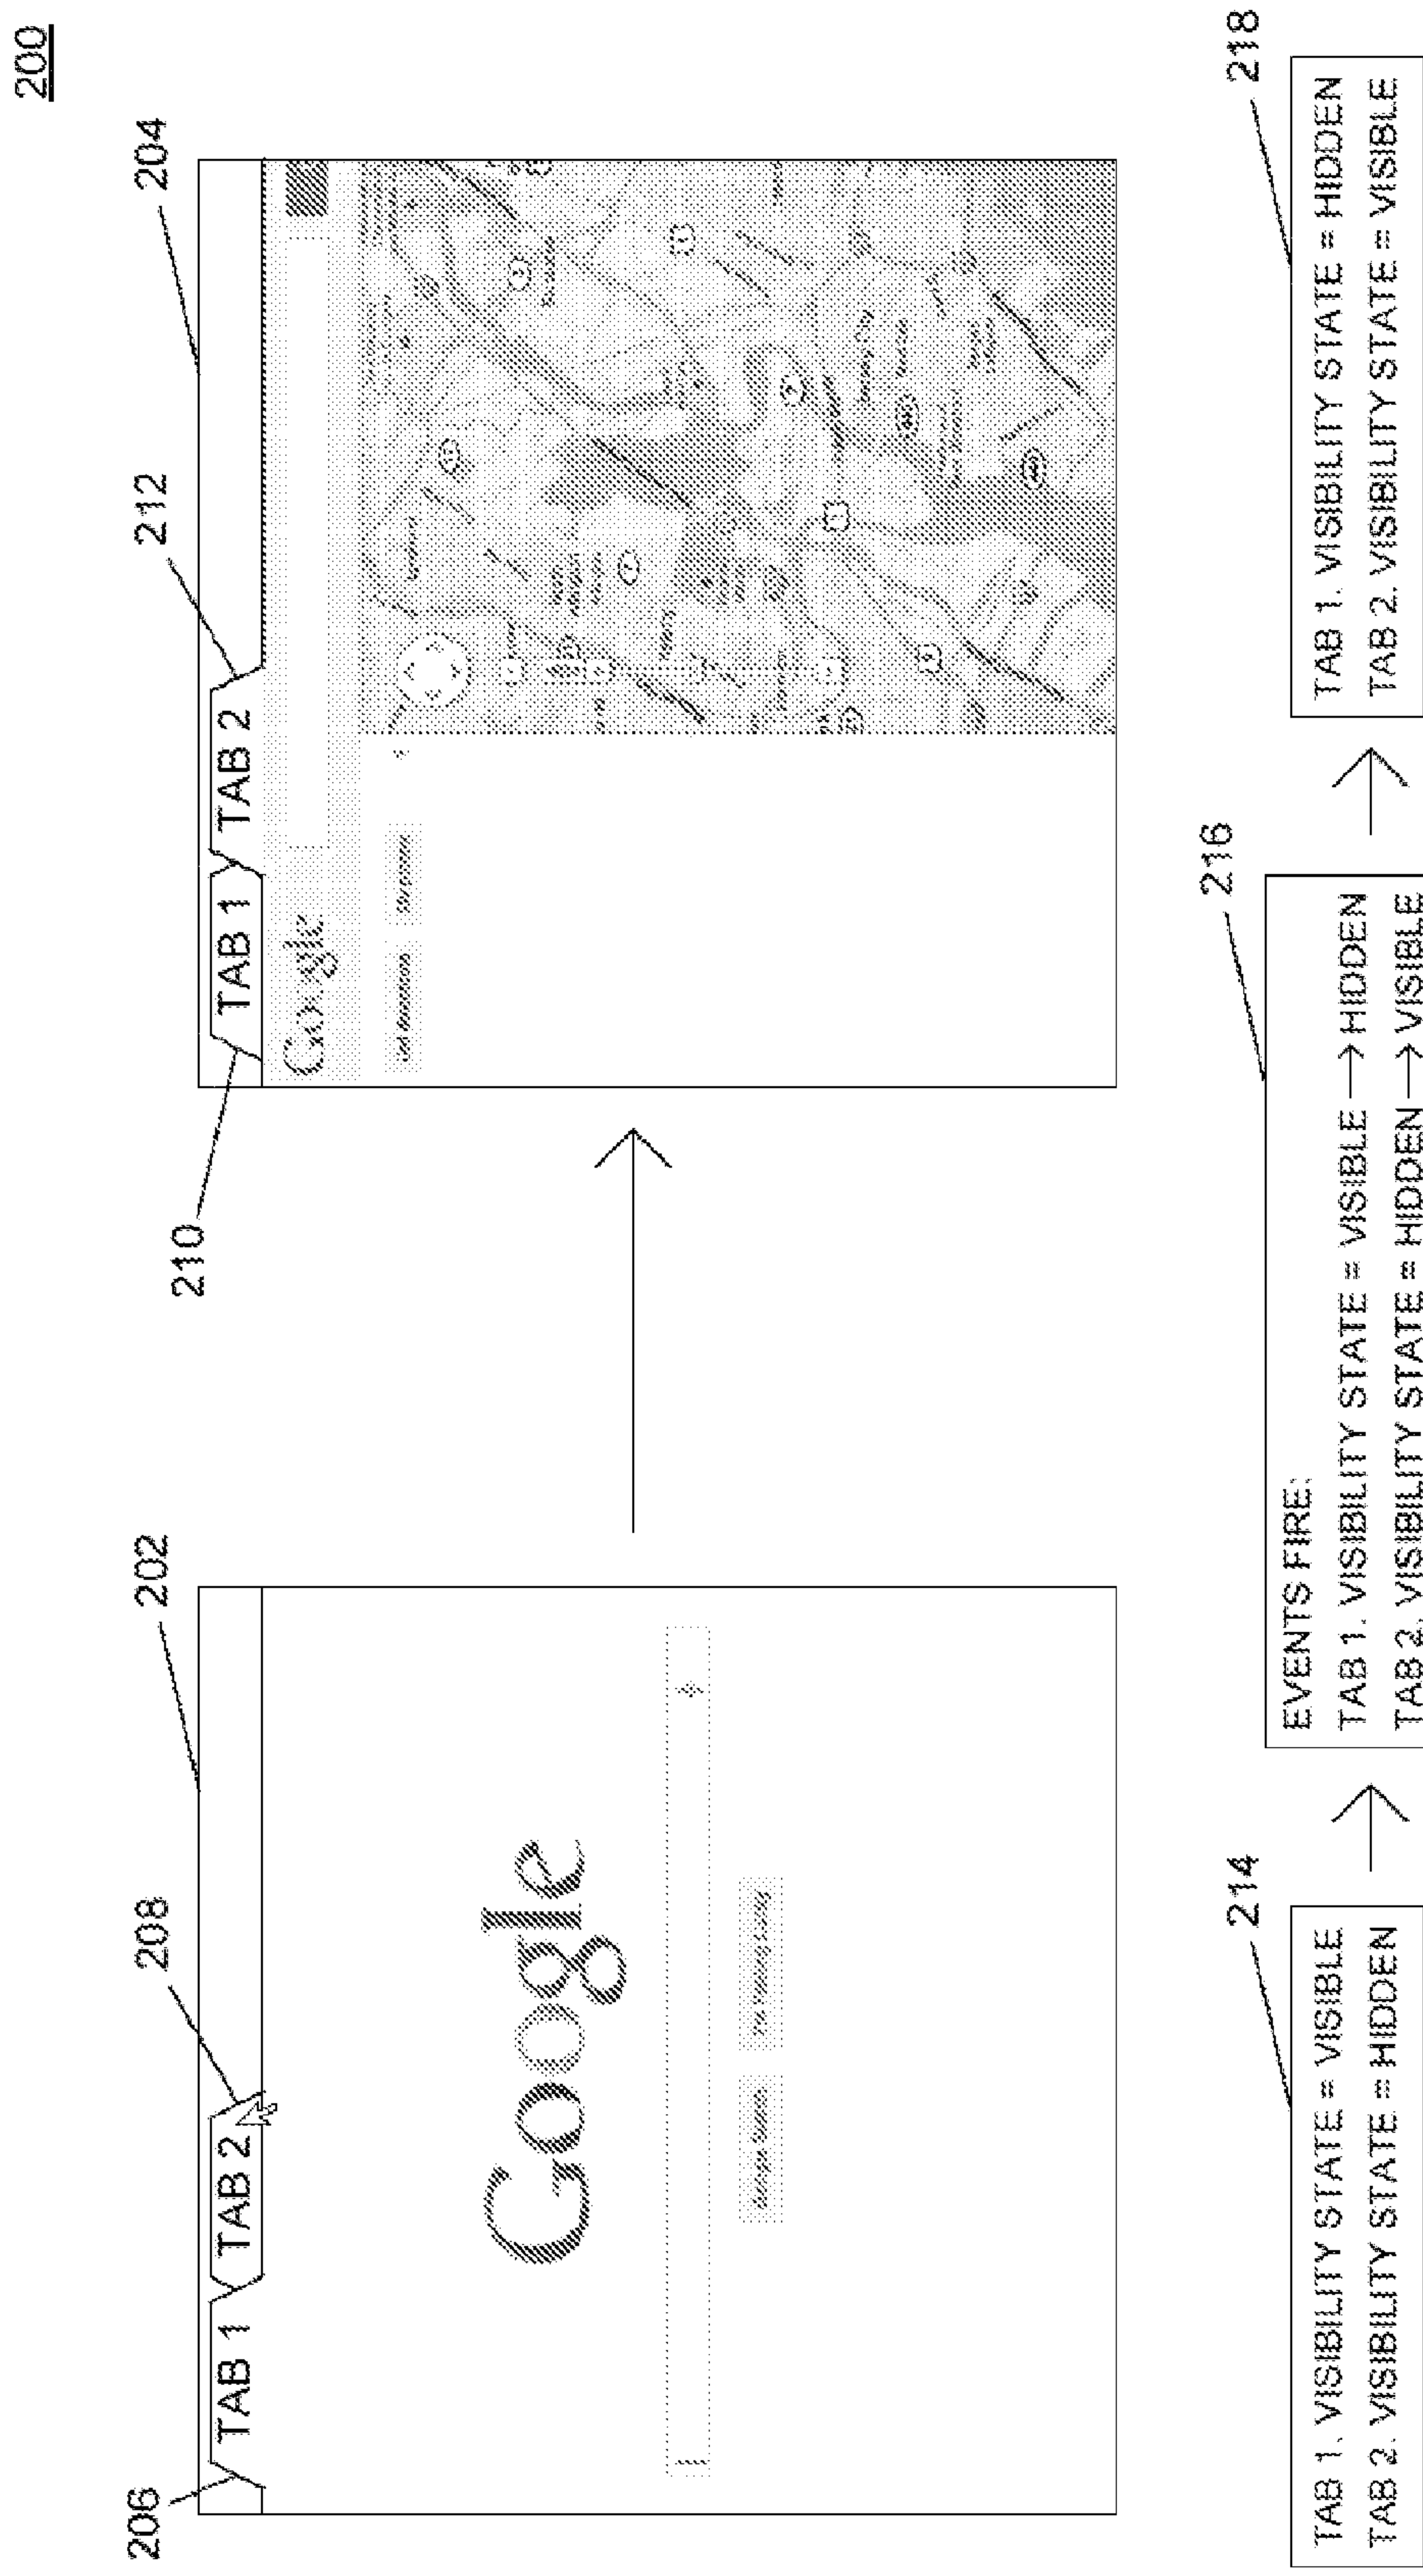 200
202
204
206
208
210
212
TAB 1
TAB 2
Google
TAB 1
TAB 2
Google
214
216
218
TAB 1. VISIBILITY STATE = VISIBLE
TAB 2. VISIBILITY STATE = HIDDEN
EVENTS FIRE:
TAB 1. VISIBILITY STATE = VISIBLE → HIDDEN
TAB 2. VISIBILITY STATE = HIDDEN → VISIBLE
TAB 1. VISIBILITY STATE = HIDDEN
TAB 2. VISIBILITY STATE = VISIBLE